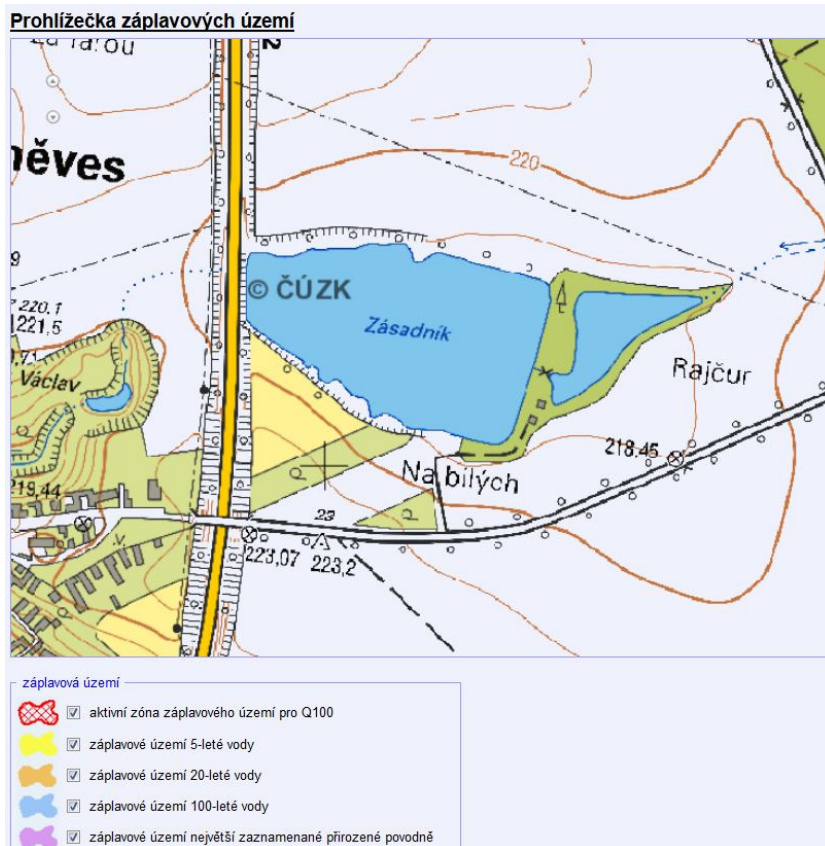 Prohlížečka záplavových území
2
něves
220
© ČÚZK
220.1
221,5
Zásadník
Václav
Rajčur
218,45
Na bílých
219,44
23
223,07
223,2
záplavová území
aktivní zóna záplavového území pro Q100
záplavové území 5-leté vody
záplavové území 20-leté vody
záplavové území 100-leté vody
záplavové území největší zaznamenané přirozené povodně